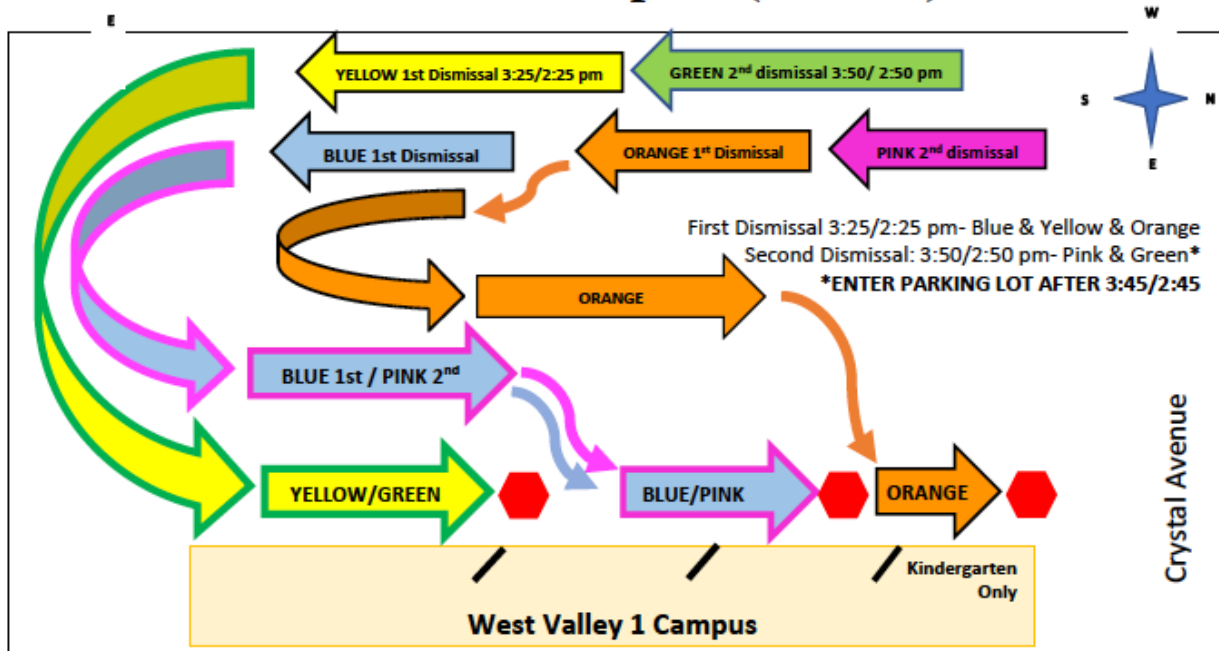 E
W
YELLOW 1st Dismissal 3:25/2:25 pm
GREEN 2nd dismissal 3:50/ 2:50 pm
S
N
BLUE 1st Dismissal
ORANGE 1st Dismissal
PINK 2nd dismissal
E
First Dismissal 3:25/2:25 pm- Blue & Yellow & Orange
Second Dismissal: 3:50/2:50 pm- Pink & Green*
*ENTER PARKING LOT AFTER 3:45/2:45
ORANGE
BLUE 1st / PINK 2nd
YELLOW/GREEN
BLUE/PINK
ORANGE
Crystal Avenue
Kindergarten
Only
West Valley 1 Campus